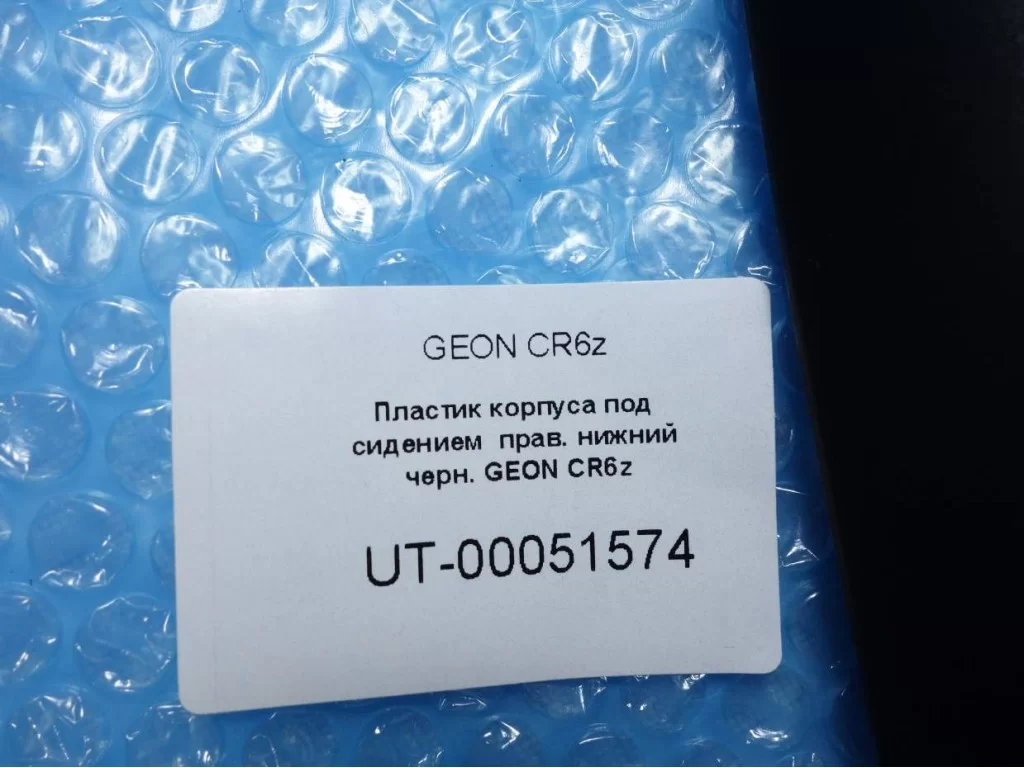 GEON CR6z
Пластик корпуса под
сидением прав. нижний
черн. GEON CR6z
UT-00051574